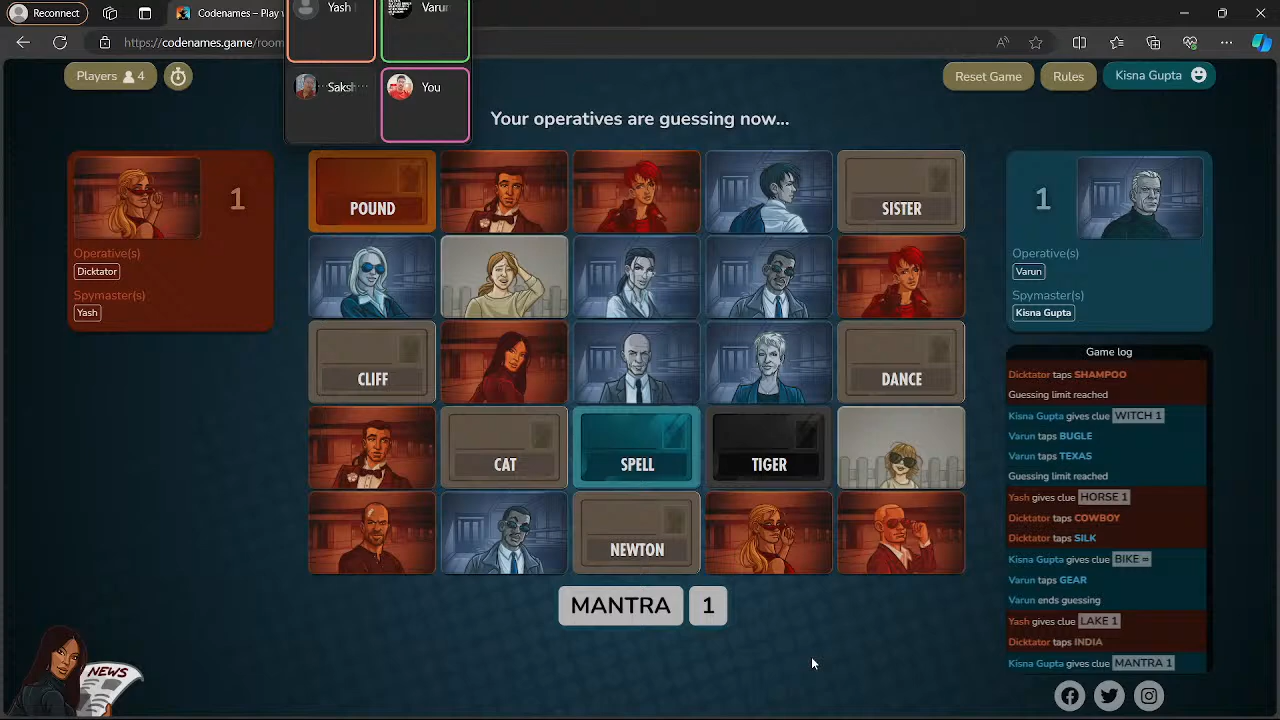 Reconnect
Codenames – Play
https://codenames.game/room
Yash
Varun
You
Players 4
Reset Game
Rules
Kisna Gupta
Your operatives are guessing now...
1
Operative(s)
Dicktator
Spymaster(s)
Yash
POUND
SISTER
CLIFF
DANCE
CAT
SPELL
TIGER
NEWTON
MANTRA 1
1
Operative(s)
Varun
Spymaster(s)
Kisna Gupta
Game log
Dicktator taps SHAMPOO
Guessing limit reached
Kisna Gupta gives clue WITCH 1
Varun taps BUGLE
Varun taps TEXAS
Guessing limit reached
Yash gives clue HORSE 1
Dicktator taps COWBOY
Dicktator taps SILK
Kisna Gupta gives clue BIKE ∞
Varun taps GEAR
Varun ends guessing
Yash gives clue LAKE 1
Dicktator taps INDIA
Kisna Gupta gives clue MANTRA 1
NEWS